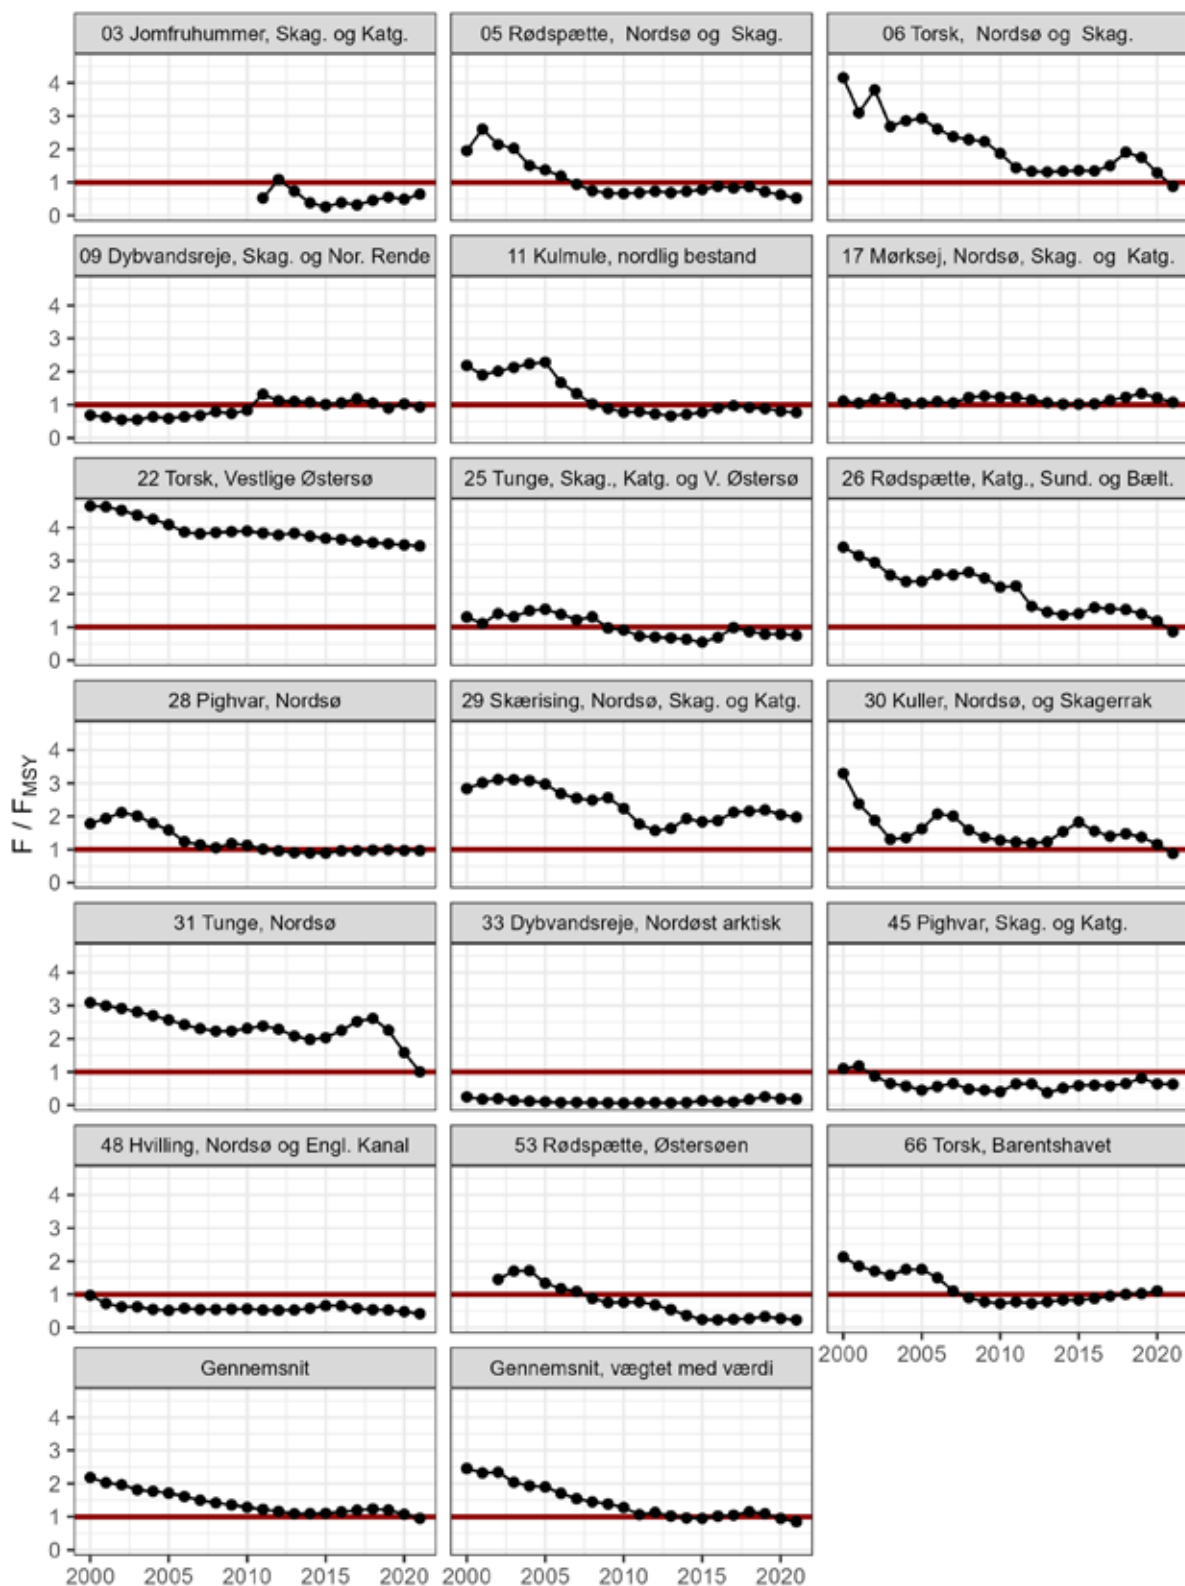 03 Jomfruhummer, Skag. og Katg.
05 Rødspætte, Nordsø og Skag.
06 Torsk, Nordsø og Skag.
4
3
2
1
0
09 Dybvandsreje, Skag. og Nor. Rende
11 Kulmule, nordlig bestand
17 Mørksej, Nordsø, Skag. og Katg.
4
3
2
1
0
22 Torsk, Vestlige Østersø
25 Tunge, Skag., Katg. og V. Østersø
26 Rødspætte, Katg., Sund. og Bælt.
4
3
2
1
0
28 Pighvar, Nordsø
29 Skærising, Nordsø, Skag. og Katg.
30 Kuller, Nordsø, og Skagerrak
4
3
2
1
0
F / FMSY
31 Tunge, Nordsø
33 Dybvandsreje, Nordøst arktisk
45 Pighvar, Skag. og Katg.
4
3
2
1
0
48 Hvilling, Nordsø og Engl. Kanal
53 Rødspætte, Østersøen
66 Torsk, Barentshavet
4
3
2
1
0
2000 2005 2010 2015 2020
Gennemsnit
Gennemsnit, vægtet med værdi
4
3
2
1
0
2000 2005 2010 2015 2020
2000 2005 2010 2015 2020